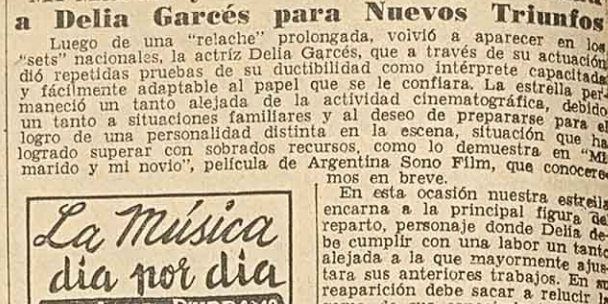 a Delia Garcés para Nuevos Triunfos
Luego de una "relache" prolongada, volvió a aparecer en los
"sets" nacionales, la actríz Delia Garcés, que a través de su actuación
dió repetidas pruebas de su ductibilidad como intérprete capacitada
y fácilmente adaptable al papel que se le confiara. La estrella per-
maneció un tanto alejada de la actividad cinematográfica, debido
un tanto a situaciones familiares y al deseo de prepararse para el
logro de una personalidad distinta en la escena, situación que ha
logrado superar con sobrados recursos, como lo demuestra en "Mi
marido y mi novio", película de Argentina Sono Film, que conocere-
mos en breve.
En esta ocasión nuestra estrella
encarna a la principal figura de
reparto, personaje donde Delia de-
be cumplir con una labor un tanto
alejada a la que mayormente ajus
tara sus anteriores trabajos. En su
reaparición debe sacar a relucir
La Música
día por día